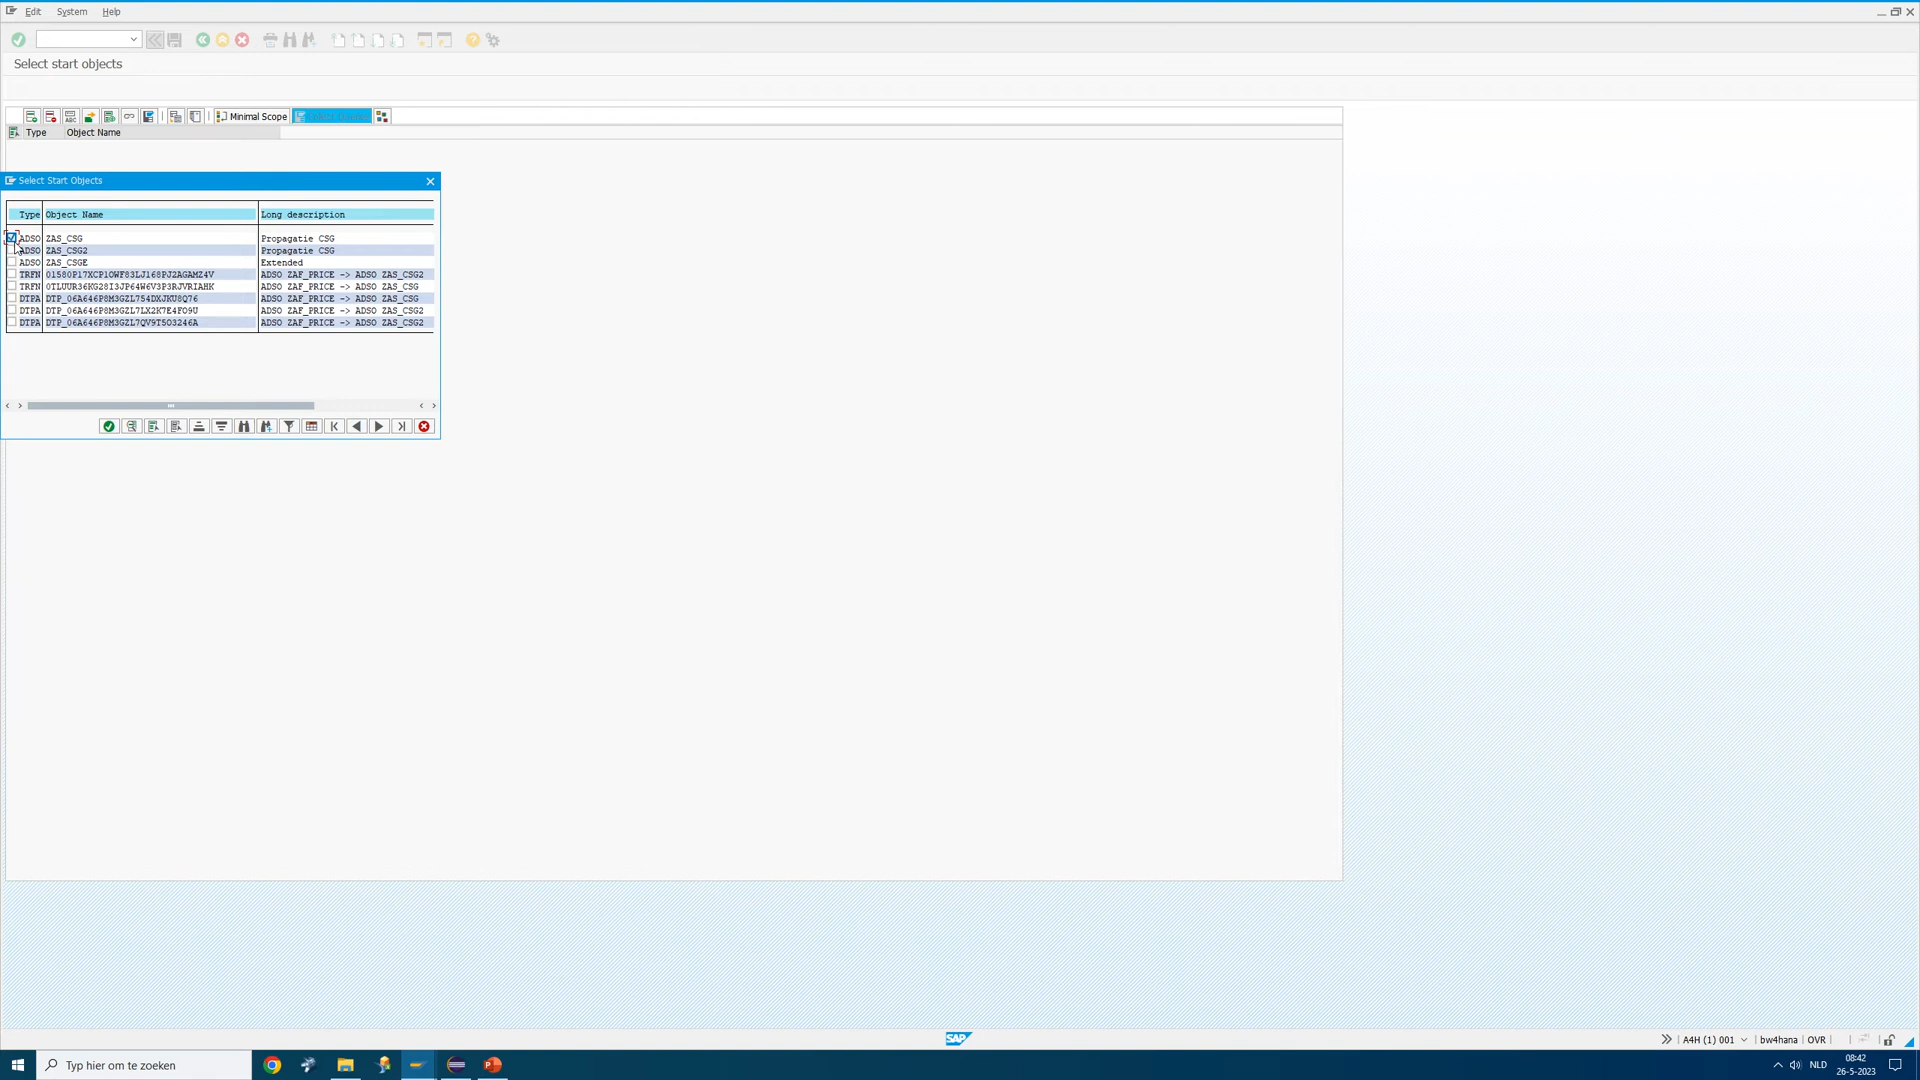 Edit System Help
Select start objects
Minimal Scope
Type Object Name
Select Start Objects
Type Object Name Long description
ADSO ZAS_CSG Propagatie CSG
ADSO ZAS_CSG2 Propagatie CSG
ADSO ZAS_CSGE Extended
TRFN 01580P17XCP1OWF83LJ168PJ2AGAMZ4V ADSO ZAF_PRICE -> ADSO ZAS_CSG2
TRFN 0TLUUR36KG28I3JP64W6V3P3RJVRIAHK ADSO ZAF_PRICE -> ADSO ZAS_CSG
DTPA DTP_06A646P8M3GZL754DXJKU8Q76 ADSO ZAF_PRICE -> ADSO ZAS_CSG
DTPA DTP_06A646P8M3GZL7LX2K7E4FO9U ADSO ZAF_PRICE -> ADSO ZAS_CSG2
DTPA DTP_06A646P8M3GZL7QV9T5O3246A ADSO ZAF_PRICE -> ADSO ZAS_CSG2
SAP
A4H (1) 001 bw4hana OVR
Typ hier om te zoeken
NLD
08:42
26-5-2023